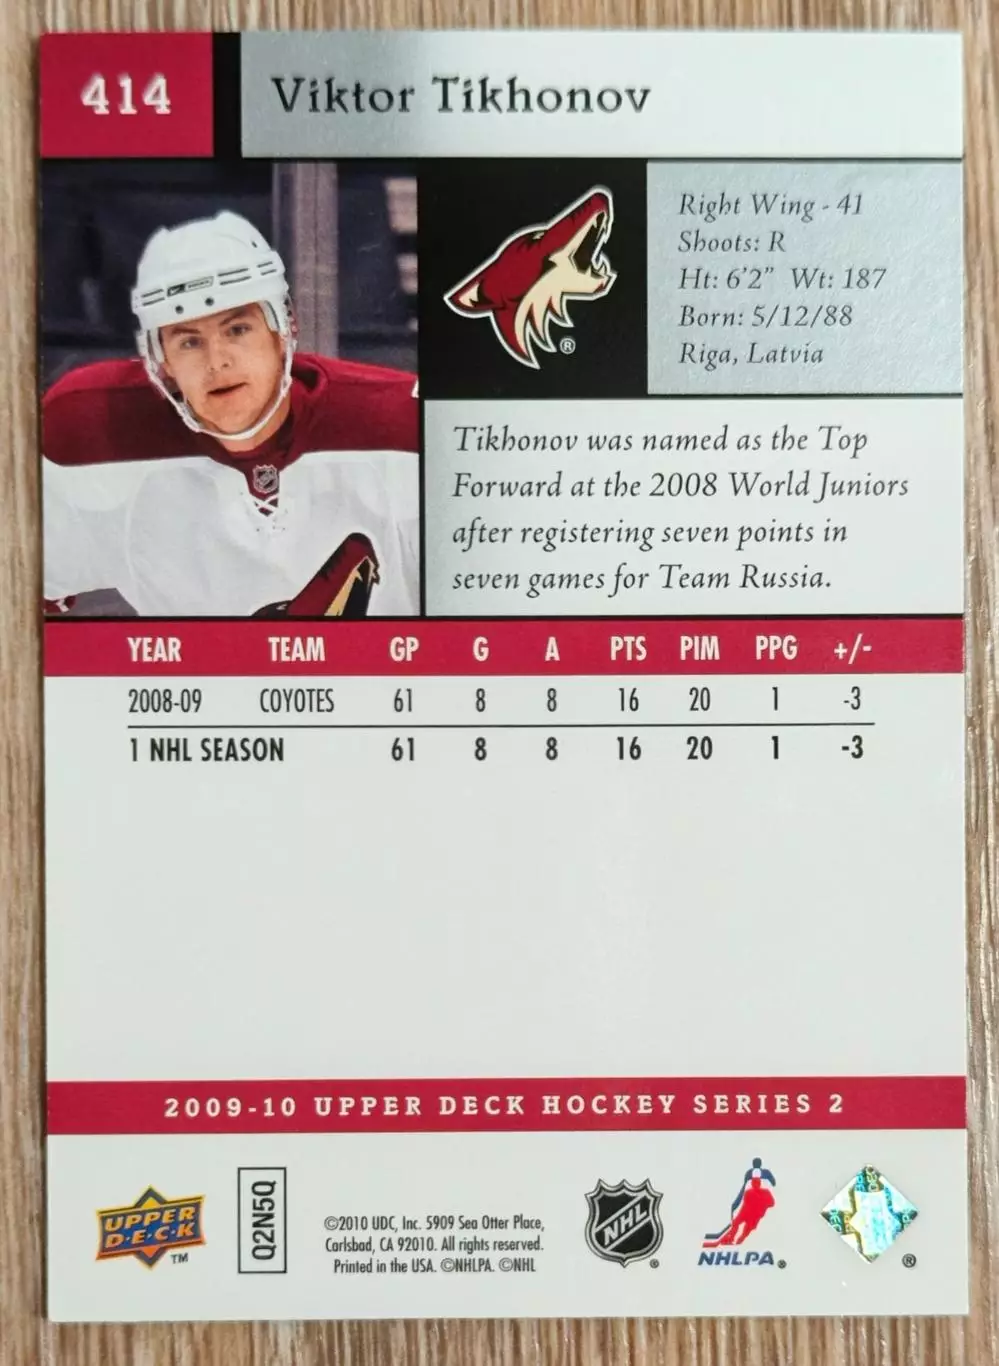 414
Viktor Tikhonov
Right Wing - 41
Shoots: R
Ht: 6'2" Wt: 187
Born: 5/12/88
Riga, Latvia
Tikhonov was named as the Top
Forward at the 2008 World Juniors
after registering seven points in
seven games for Team Russia.
YEAR TEAM GP G A PTS PIM PPG +/-
2008-09 COYOTES 61 8 8 16 20 1 -3
1 NHL SEASON 61 8 8 16 20 1 -3
2009-10 UPPER DECK HOCKEY SERIES 2
UPPER
D·E·C·K
™
Q2N5Q
©2010 UDC, Inc. 5909 Sea Otter Place,
Carlsbad, CA 92010. All rights reserved.
Printed in the USA. ©NHLPA. ©NHL
NHL
®
NHLPA®
®